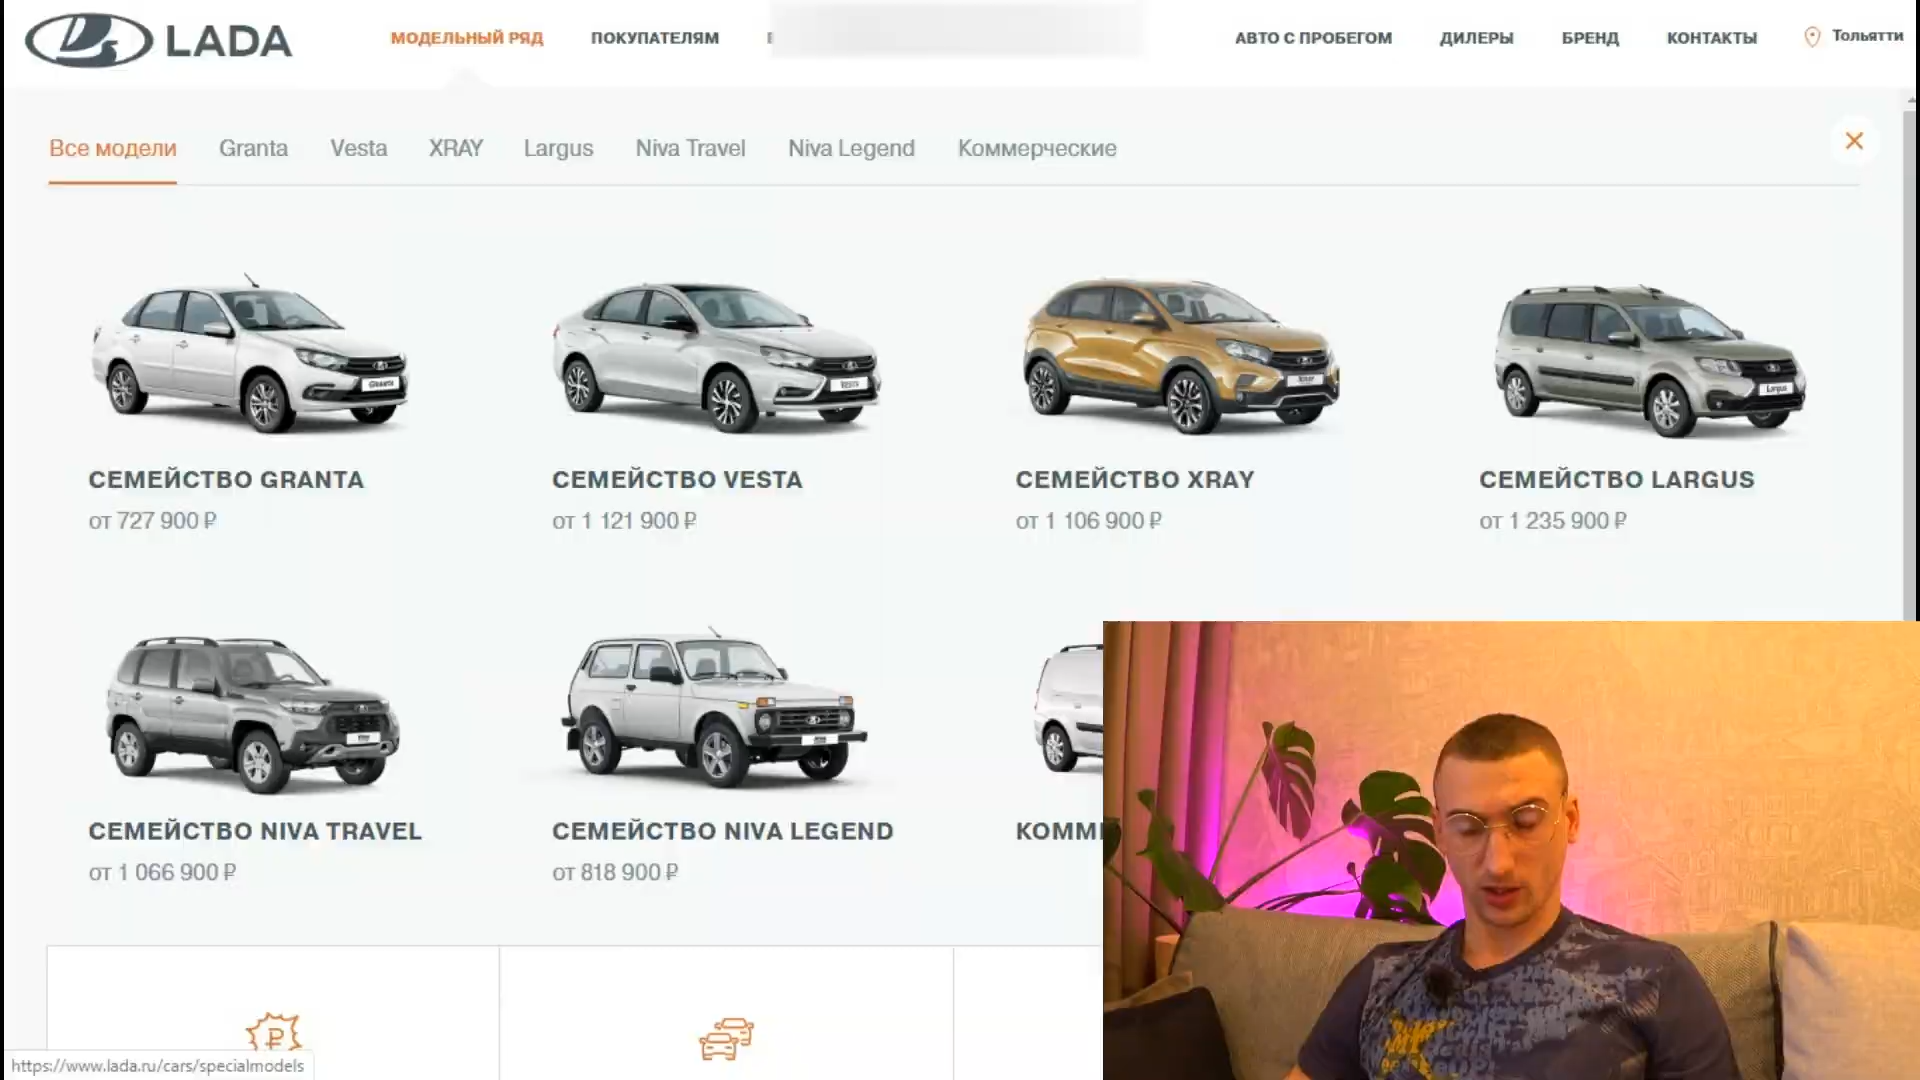 LADA
МОДЕЛЬНЫЙ РЯД
ПОКУПАТЕЛЯМ
АВТО С ПРОБЕГОМ
ДИЛЕРЫ
БРЕНД
КОНТАКТЫ
Тольятти
Все модели
Granta
Vesta
XRAY
Largus
Niva Travel
Niva Legend
Коммерческие
СЕМЕЙСТВО GRANTA
от 727 900 ₽
СЕМЕЙСТВО VESTA
от 1 121 900 ₽
СЕМЕЙСТВО XRAY
от 1 106 900 ₽
СЕМЕЙСТВО LARGUS
от 1 235 900 ₽
СЕМЕЙСТВО NIVA TRAVEL
от 1 066 900 ₽
СЕМЕЙСТВО NIVA LEGEND
от 818 900 ₽
https://www.lada.ru/cars/specialmodels